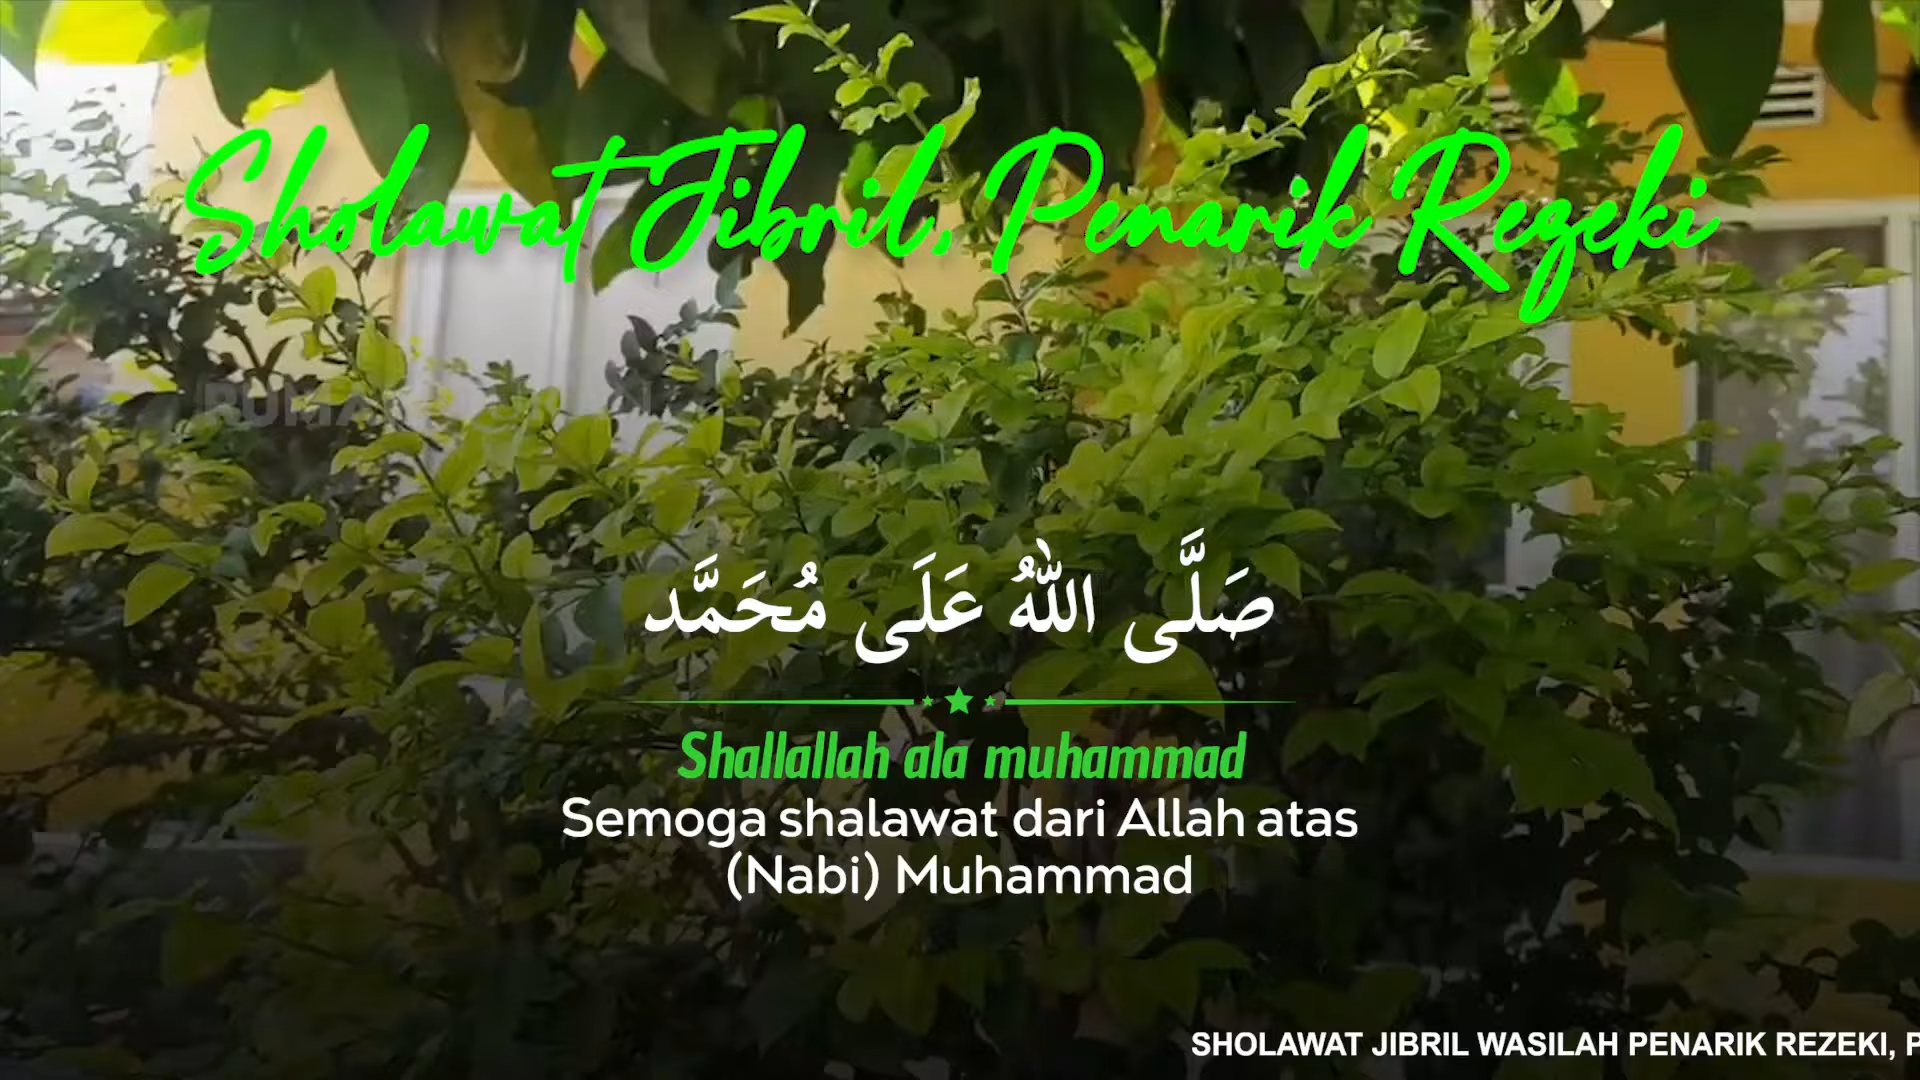 Sholawat Jibril, Penarik Rezeki
صَلَّى اللّٰهُ عَلَى مُحَمَّد
Shallallah ala muhammad
Semoga shalawat dari Allah atas
(Nabi) Muhammad
SHOLAWAT JIBRIL WASILAH PENARIK REZEKI, P